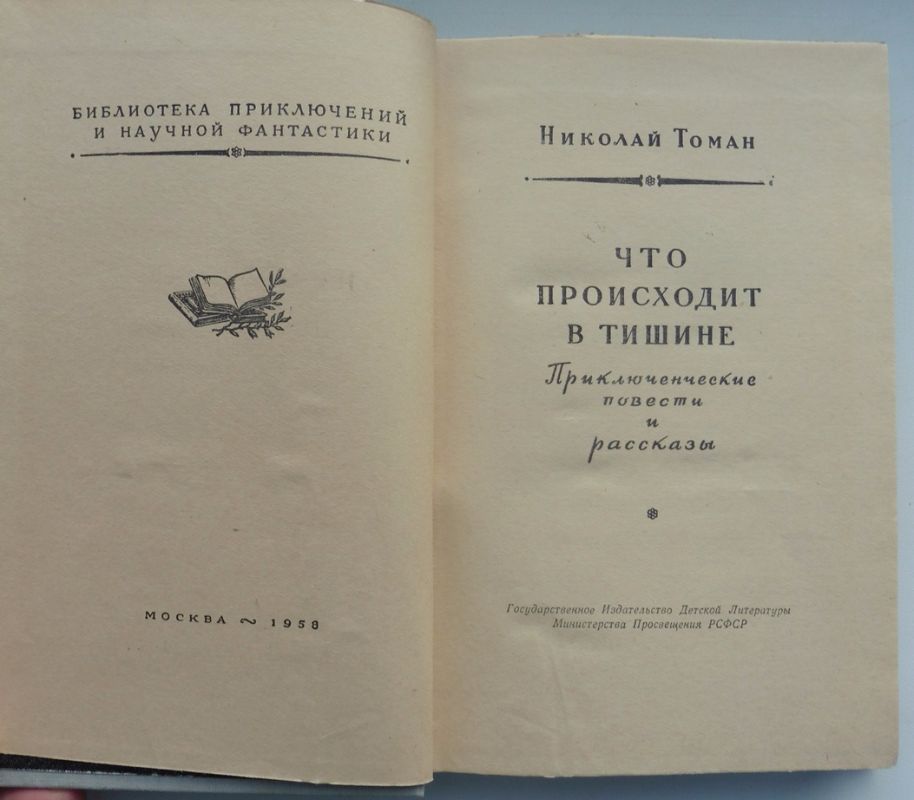 БИБЛИОТЕКА ПРИКЛЮЧЕНИЙ
И НАУЧНОЙ ФАНТАСТИКИ
МОСКВА ~ 1958
НИКОЛАЙ ТОМАН
ЧТО
ПРОИСХОДИТ
В ТИШИНЕ
Приключенческие
повести
и
рассказы
Государственное Издательство Детской Литературы
Министерства Просвещения РСФСР